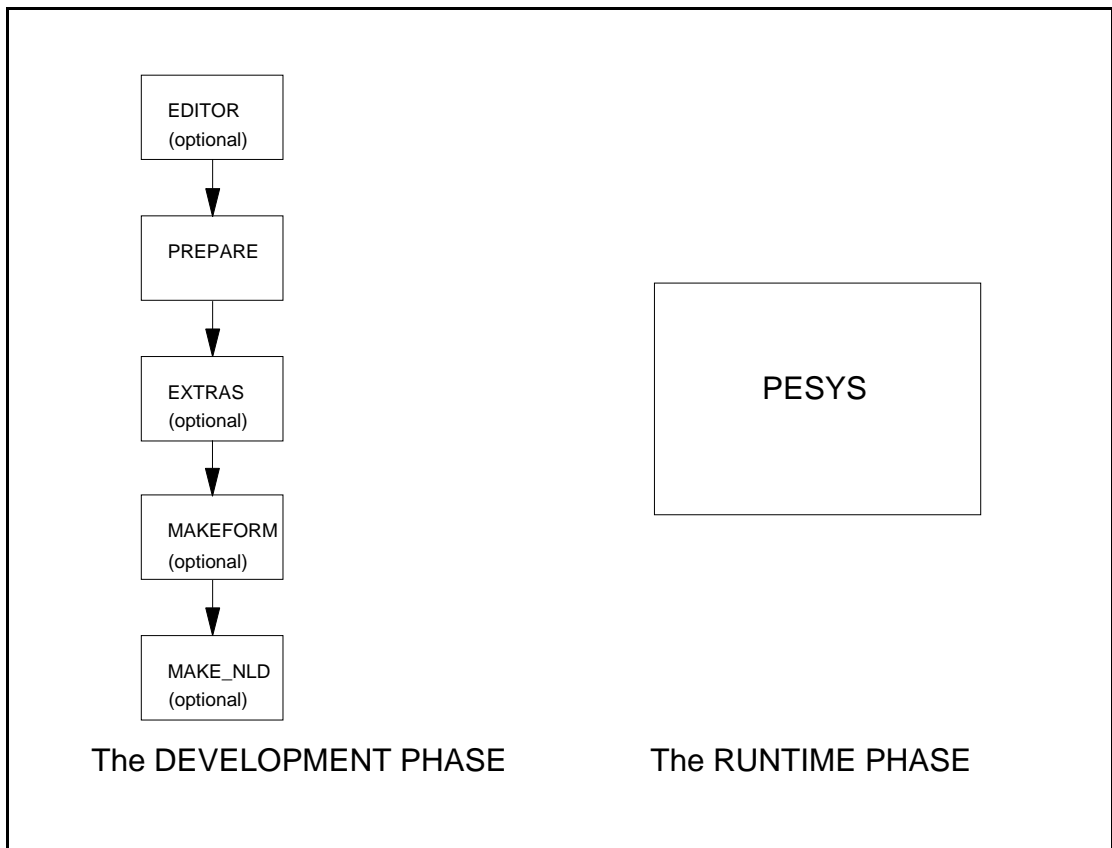 EDITOR
(optional)
PREPARE
EXTRAS
(optional)
MAKEFORM
(optional)
MAKE_NLD
(optional)
The DEVELOPMENT PHASE
PESYS
The RUNTIME PHASE